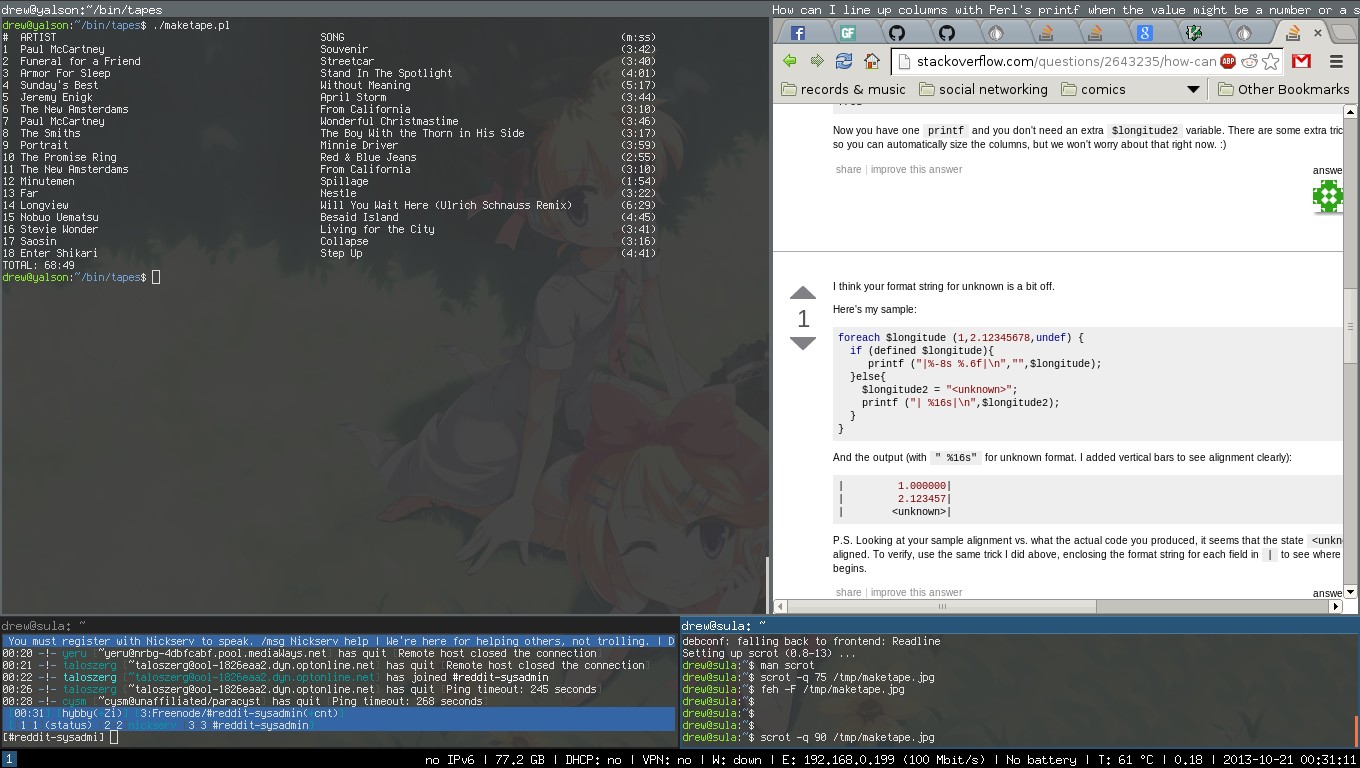 drew@yalson:~/bin/tapes
drew@yalson:~/bin/tapes$ ./maketape.pl
#  ARTIST SONG (m:ss)
1  Paul McCartney Souvenir (3:42)
2  Funeral for a Friend Streetcar (3:40)
3  Armor For Sleep Stand In The Spotlight (4:01)
4  Sunday's Best Without Meaning (5:17)
5  Jeremy Enigk April Storm (3:44)
6  The New Amsterdams From California (3:10)
7  Paul McCartney Wonderful Christmastime (3:46)
8  The Smiths The Boy With the Thorn in His Side (3:17)
9  Portrait Minnie Driver (3:59)
10 The Promise Ring Red & Blue Jeans (2:55)
11 The New Amsterdams From California (3:10)
12 Minutemen Spillage (1:54)
13 Far Nestle (3:22)
14 Longview Will You Wait Here (Ulrich Schnauss Remix) (6:29)
15 Nobuo Uematsu Besaid Island (4:45)
16 Stevie Wonder Living for the City (3:41)
17 Saosin Collapse (3:16)
18 Enter Shikari Step Up (4:41)
TOTAL: 68:49
drew@yalson:~/bin/tapes$
How can I line up columns with Perl's printf when the value might be a number or a s
GF
stackoverflow.com/questions/2643235/how-can
ABP
records & music social networking comics Other Bookmarks
Now you have one printf and you don't need an extra $longitude2 variable. There are some extra tric
so you can automatically size the columns, but we won't worry about that right now. :)
share | improve this answer
answe
I think your format string for unknown is a bit off.
1
Here's my sample:
foreach $longitude (1,2.12345678,undef) {
if (defined $longitude){
printf ("|%-8s %.6f|\n","",$longitude);
}else{
$longitude2 = "<unknown>";
printf ("| %16s|\n",$longitude2);
}
}
And the output (with " %16s" for unknown format. I added vertical bars to see alignment clearly):
|         1.000000|
|         2.123457|
|        <unknown>|
P.S. Looking at your sample alignment vs. what the actual code you produced, it seems that the state <unkn
aligned. To verify, use the same trick I did above, enclosing the format string for each field in | to see where
begins.
share | improve this answer
answe
drew@sula: ~
You must register with Nickserv to speak. /msg Nickserv help | We're here for helping others, not trolling. | D
00:20 -!- yeru [~yeru@nrbg-4dbfcabf.pool.mediaWays.net] has quit [Remote host closed the connection]
00:21 -!- taloszerg [~taloszerg@ool-1826eaa2.dyn.optonline.net] has quit [Remote host closed the connection]
00:22 -!- taloszerg [~taloszerg@ool-1826eaa2.dyn.optonline.net] has joined #reddit-sysadmin
00:26 -!- taloszerg [~taloszerg@ool-1826eaa2.dyn.optonline.net] has quit [Ping timeout: 245 seconds]
00:28 -!- cysm [~cysm@unaffiliated/paracyst] has quit [Ping timeout: 268 seconds]
[00:31] [hybby(+Zi)] [3:Freenode/#reddit-sysadmin(+cnt)]
[ 1 1 (status)  2 2 nickserv  3 3 #reddit-sysadmin]
[#reddit-sysadmi]
drew@sula: ~
debconf: falling back to frontend: Readline
Setting up scrot (0.8-13) ...
drew@sula:~$ man scrot
drew@sula:~$ scrot -q 75 /tmp/maketape.jpg
drew@sula:~$ feh -F /tmp/maketape.jpg
drew@sula:~$
drew@sula:~$
drew@sula:~$
drew@sula:~$ scrot -q 90 /tmp/maketape.jpg
1
no IPv6 | 77.2 GB | DHCP: no | VPN: no | W: down | E: 192.168.0.199 (100 Mbit/s) | No battery | T: 61 °C | 0.18 | 2013-10-21 00:31:11